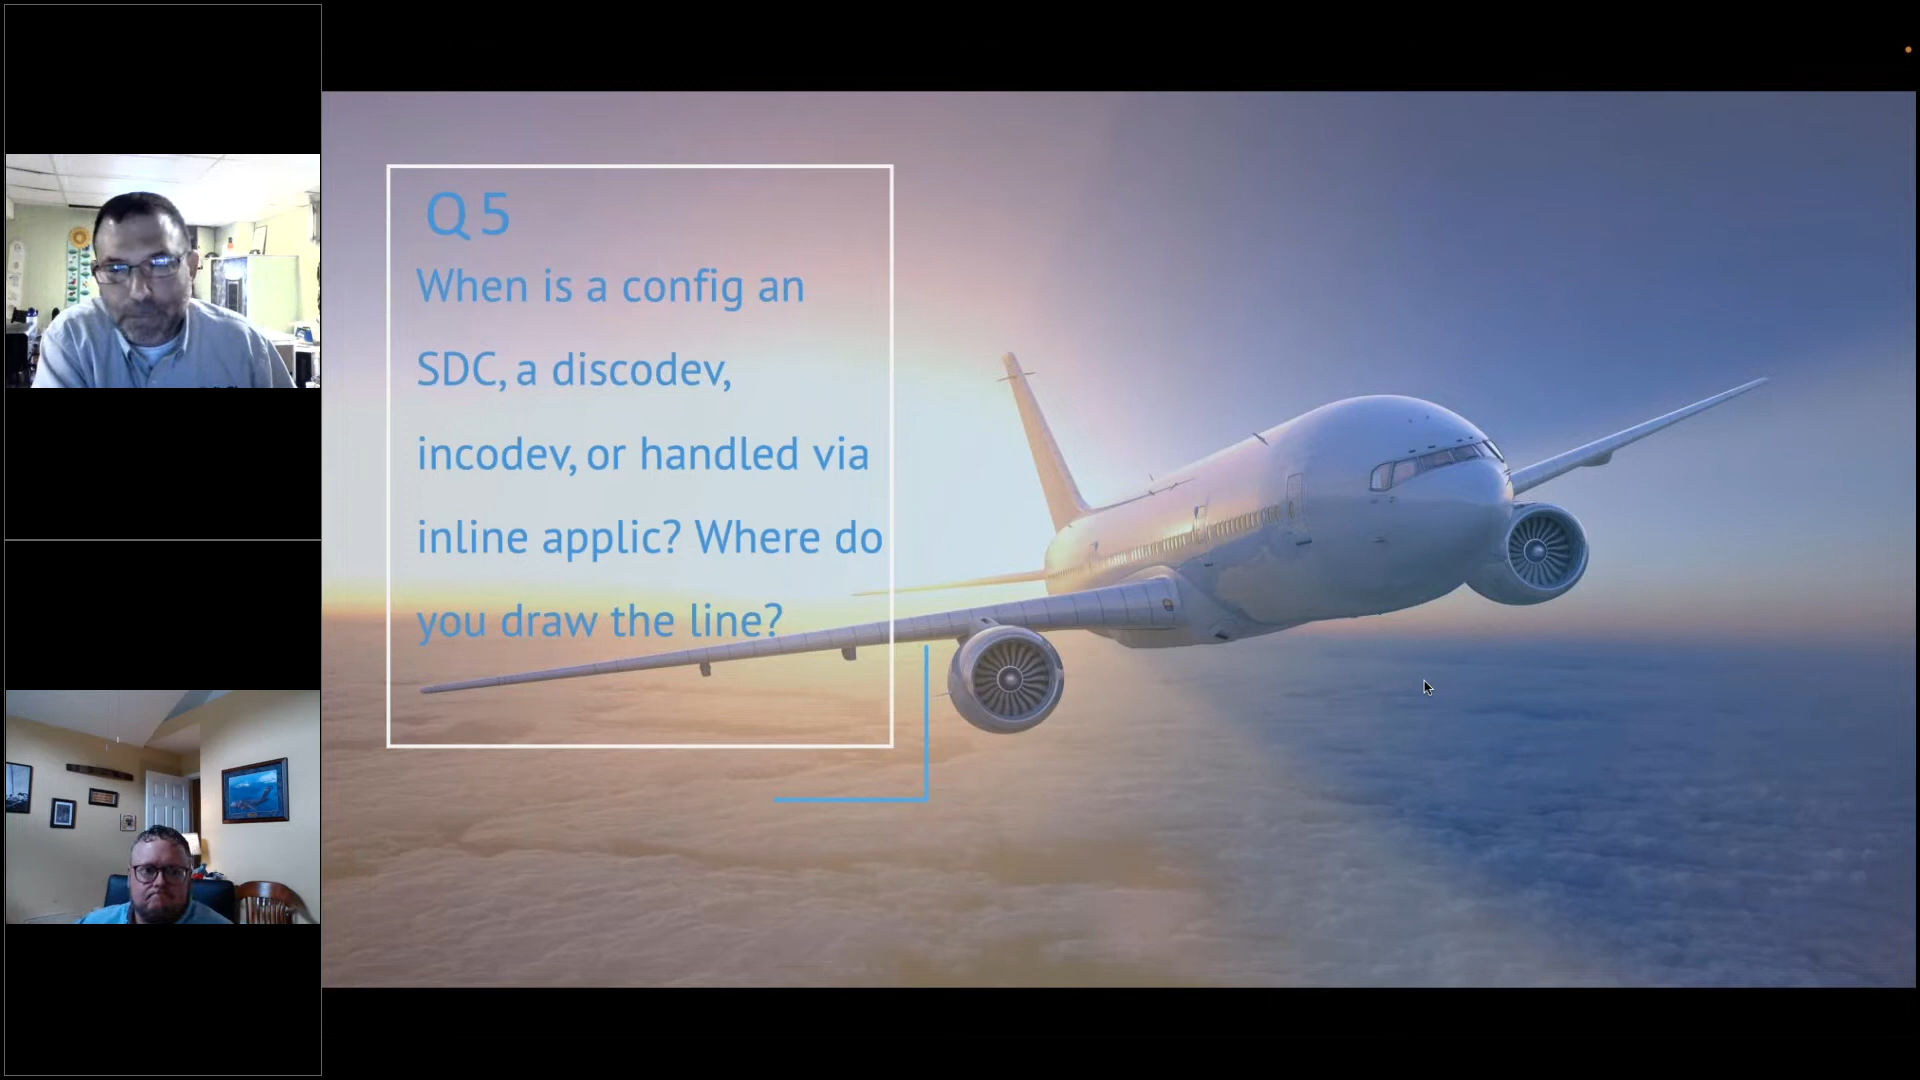 Q5
When is a config an
SDC, a discodev,
incodev, or handled via
inline applic? Where do
you draw the line?